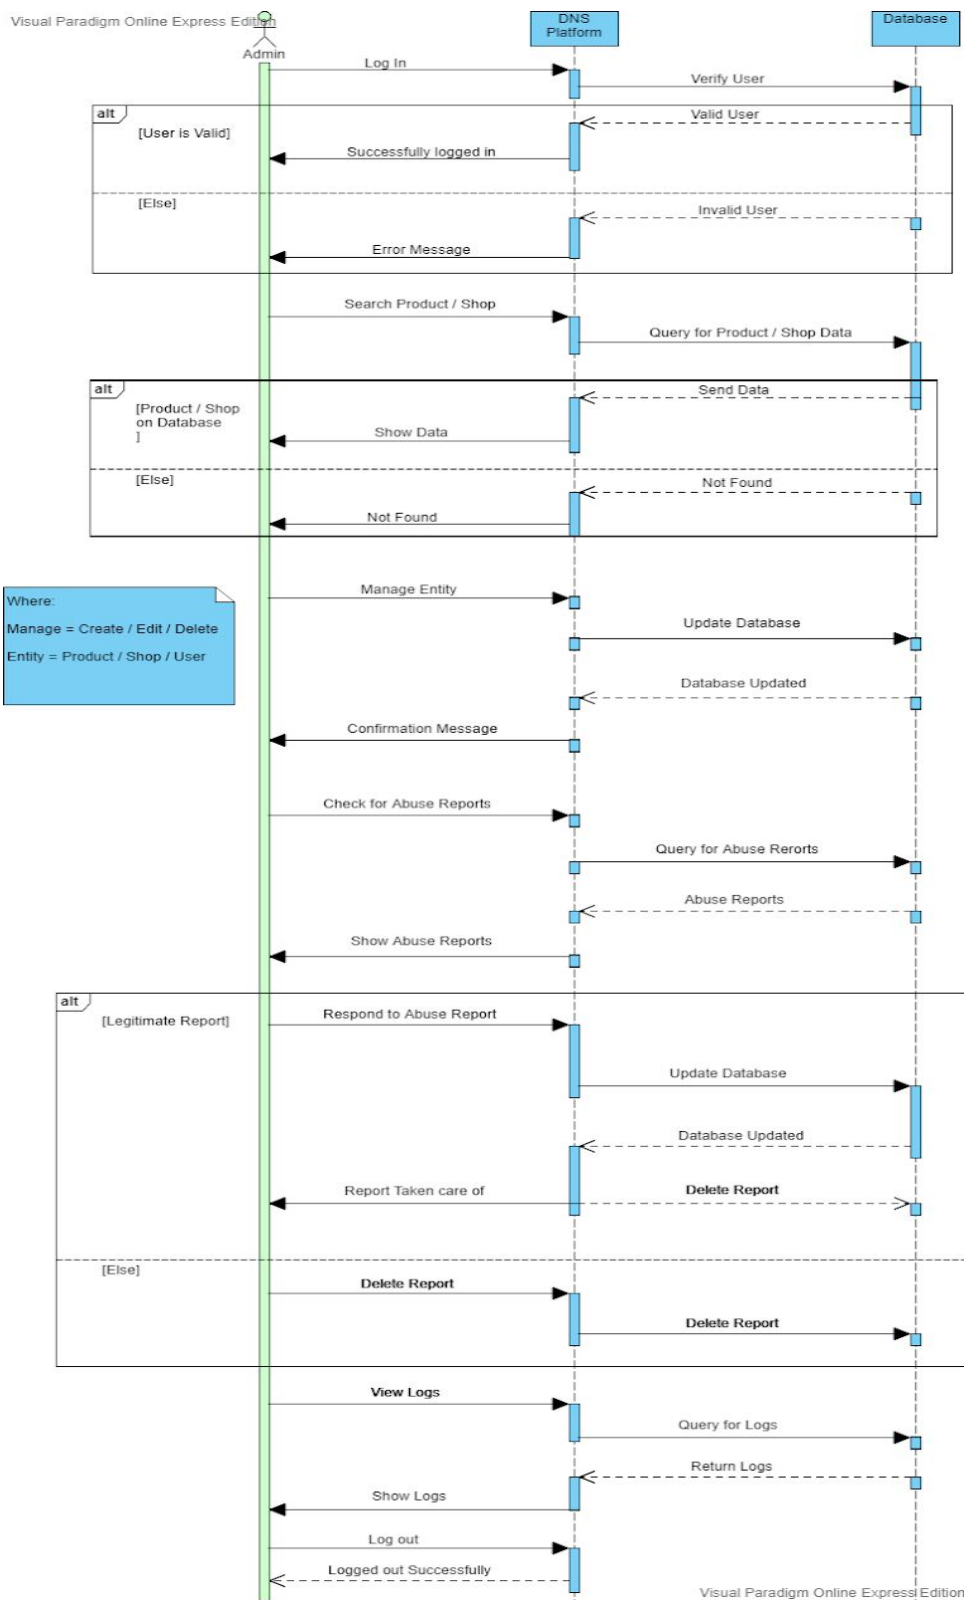 Visual Paradigm Online Express Edition
Admin
DNS
Platform
Database
Log In
Verify User
alt
[User is Valid]
Valid User
Successfully logged in
[Else]
Invalid User
Error Message
Search Product / Shop
Query for Product / Shop Data
alt
[Product / Shop
on Database
]
Send Data
Show Data
[Else]
Not Found
Not Found
Manage Entity
Where:
Manage = Create / Edit / Delete
Entity = Product / Shop / User
Update Database
Database Updated
Confirmation Message
Check for Abuse Reports
Query for Abuse Rerorts
Abuse Reports
Show Abuse Reports
alt
[Legitimate Report]
Respond to Abuse Report
Update Database
Database Updated
Report Taken care of
Delete Report
[Else]
Delete Report
Delete Report
View Logs
Query for Logs
Return Logs
Show Logs
Log out
Logged out Successfully
Visual Paradigm Online Express Edition